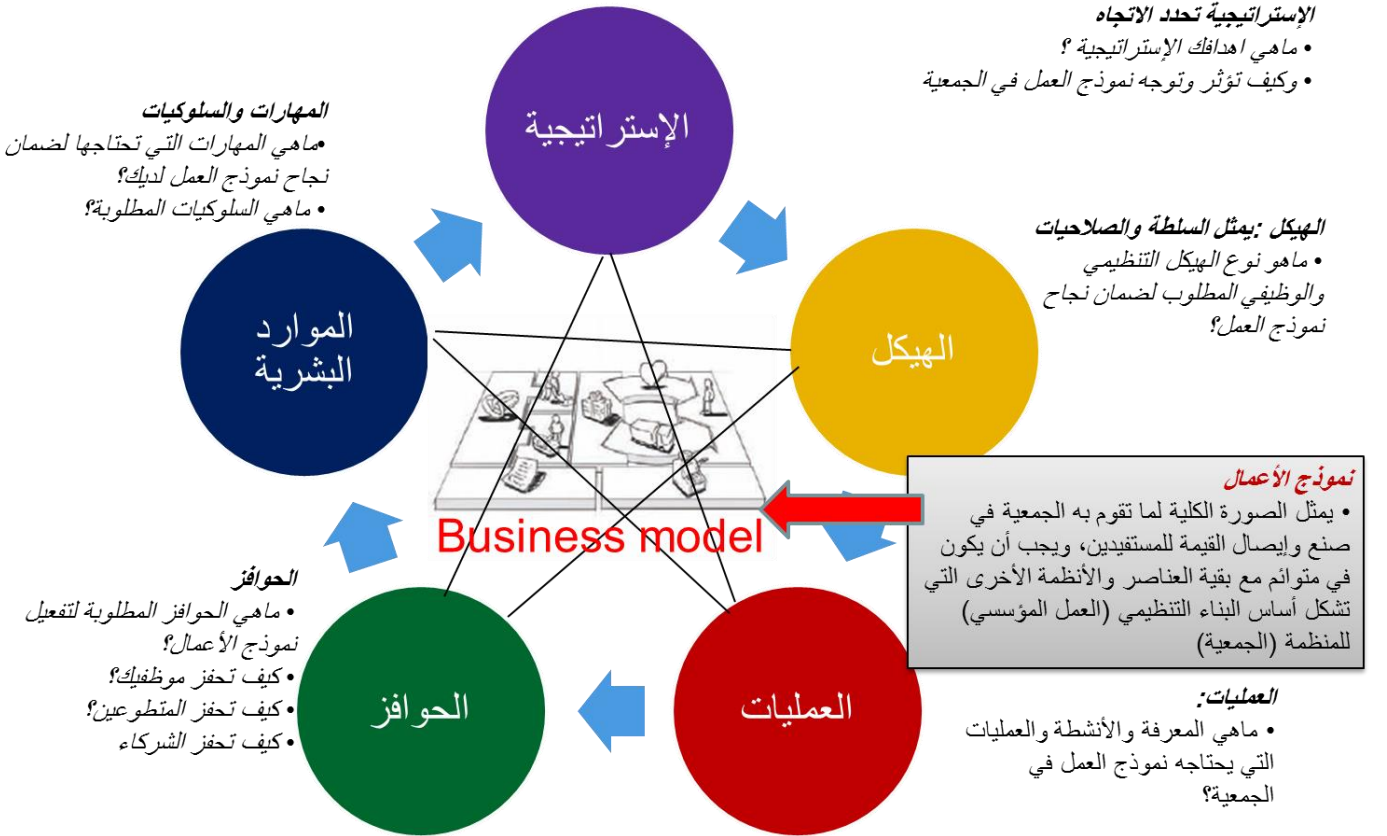 الإستراتيجية تحدد الاتجاه
• ماهي اهدافك الإستراتيجية ؟
• وكيف تؤثر وتوجه نموذج العمل في الجمعية
الإستراتيجية
المهارات والسلوكيات
•ماهي المهارات التي تحتاجها لضمان
نجاح نموذج العمل لديك؟
• ماهي السلوكيات المطلوبة؟
الهيكل :يمثل السلطة والصلاحيات
• ماهو نوع الهيكل التنظيمي
والوظيفي المطلوب لضمان نجاح
نموذج العمل؟
الهيكل
الموارد
البشرية
نموذج الأعمال
• يمثل الصورة الكلية لما تقوم به الجمعية في
صنع وإيصال القيمة للمستفيدين، ويجب أن يكون
في متوائم مع بقية العناصر والأنظمة الأخرى التي
تشكل أساس البناء التنظيمي (العمل المؤسسي)
للمنظمة (الجمعية)
Business model
العمليات
العمليات:
• ماهي المعرفة والأنشطة والعمليات
التي يحتاجه نموذج العمل في
الجمعية؟
الحوافز
الحوافز
• ماهي الحوافز المطلوبة لتفعيل
نموذج الأعمال؟
• كيف تحفز موظفيك؟
• كيف تحفز المتطوعين؟
• كيف تحفز الشركاء